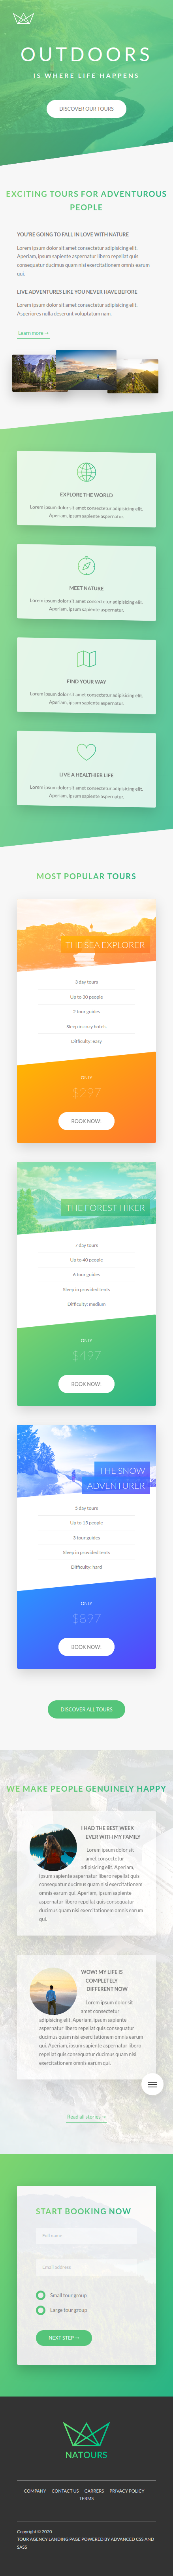 OUTDOORS
IS WHERE LIFE HAPPENS
DISCOVER OUR TOURS
EXCITING TOURS FOR ADVENTUROUS
PEOPLE
YOU'RE GOING TO FALL IN LOVE WITH NATURE
Lorem ipsum dolor sit amet consectetur adipisicing elit.
Aperiam, ipsum sapiente aspernatur libero repellat quis
consequatur ducimus quam nisi exercitationem omnis earum
qui.
LIVE ADVENTURES LIKE YOU NEVER HAVE BEFORE
Lorem ipsum dolor sit amet consectetur adipisicing elit.
Asperiores nulla deserunt voluptatum nam.
Learn more →
EXPLORE THE WORLD
Lorem ipsum dolor sit amet consectetur adipisicing elit.
Aperiam, ipsum sapiente aspernatur.
MEET NATURE
Lorem ipsum dolor sit amet consectetur adipisicing elit.
Aperiam, ipsum sapiente aspernatur.
FIND YOUR WAY
Lorem ipsum dolor sit amet consectetur adipisicing elit.
Aperiam, ipsum sapiente aspernatur.
LIVE A HEALTHIER LIFE
Lorem ipsum dolor sit amet consectetur adipisicing elit.
Aperiam, ipsum sapiente aspernatur.
MOST POPULAR TOURS
THE SEA EXPLORER
3 day tours
Up to 30 people
2 tour guides
Sleep in cozy hotels
Difficulty: easy
ONLY
$297
BOOK NOW!
THE FOREST HIKER
7 day tours
Up to 40 people
6 tour guides
Sleep in provided tents
Difficulty: medium
ONLY
$497
BOOK NOW!
THE SNOW
ADVENTURER
5 day tours
Up to 15 people
3 tour guides
Sleep in provided tents
Difficulty: hard
ONLY
$897
BOOK NOW!
DISCOVER ALL TOURS
WE MAKE PEOPLE GENUINELY HAPPY
I HAD THE BEST WEEK
EVER WITH MY FAMILY
Lorem ipsum dolor sit
amet consectetur
adipisicing elit. Aperiam,
ipsum sapiente aspernatur libero repellat quis
consequatur ducimus quam nisi exercitationem
omnis earum qui. Aperiam, ipsum sapiente
aspernatur libero repellat quis consequatur
ducimus quam nisi exercitationem omnis earum
qui.
WOW! MY LIFE IS
COMPLETELY
DIFFERENT NOW
Lorem ipsum dolor sit
amet consectetur
adipisicing elit. Aperiam, ipsum sapiente
aspernatur libero repellat quis consequatur
ducimus quam nisi exercitationem omnis earum
qui. Aperiam, ipsum sapiente aspernatur libero
repellat quis consequatur ducimus quam nisi
exercitationem omnis earum qui.
Read all stories →
START BOOKING NOW
Full name
Email address
Small tour group
Large tour group
NEXT STEP →
NATOURS
COMPANY CONTACT US CARRERS PRIVACY POLICY
TERMS
Copyright © 2020
TOUR AGENCY LANDING PAGE POWERED BY ADVANCED CSS AND
SASS